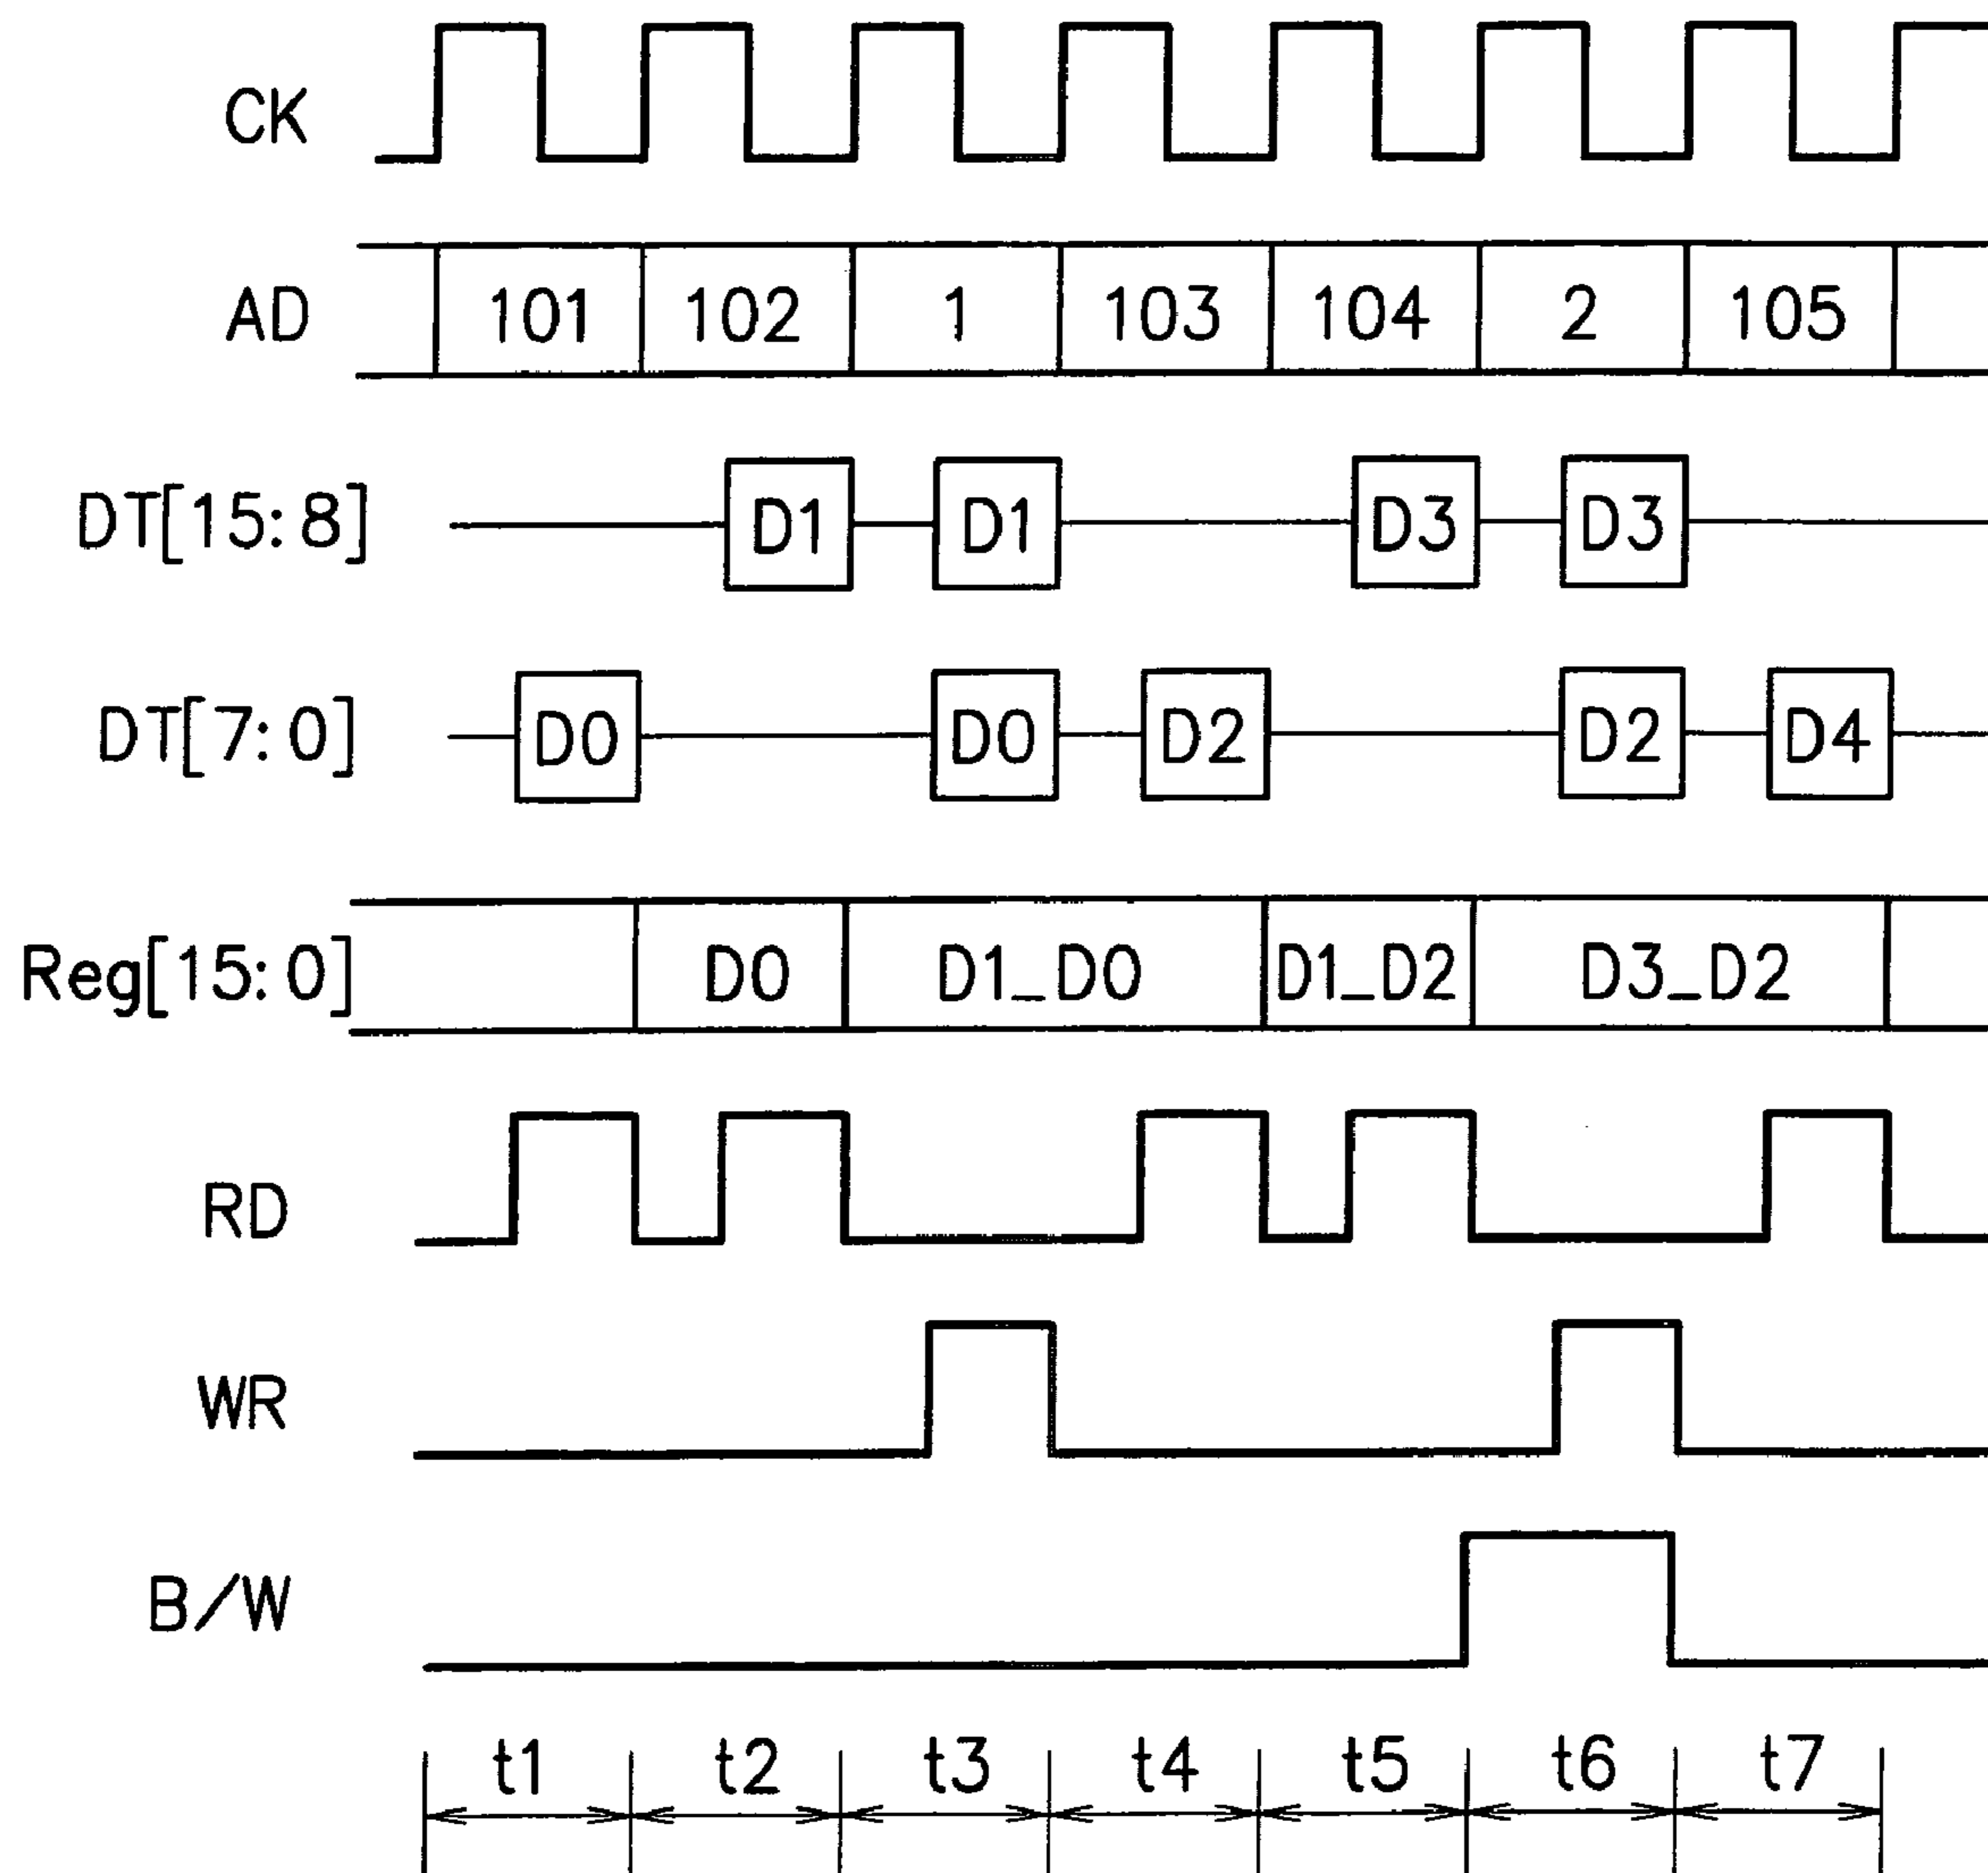 CK
AD 101 102 1 103 104 2 105
DT[15:8] D1 D1 D3 D3
DT[7:0] D0 D0 D2 D2 D4
Reg[15:0] D0 D1_D0 D1_D2 D3_D2
RD
WR
B/W
t1 t2 t3 t4 t5 t6 t7